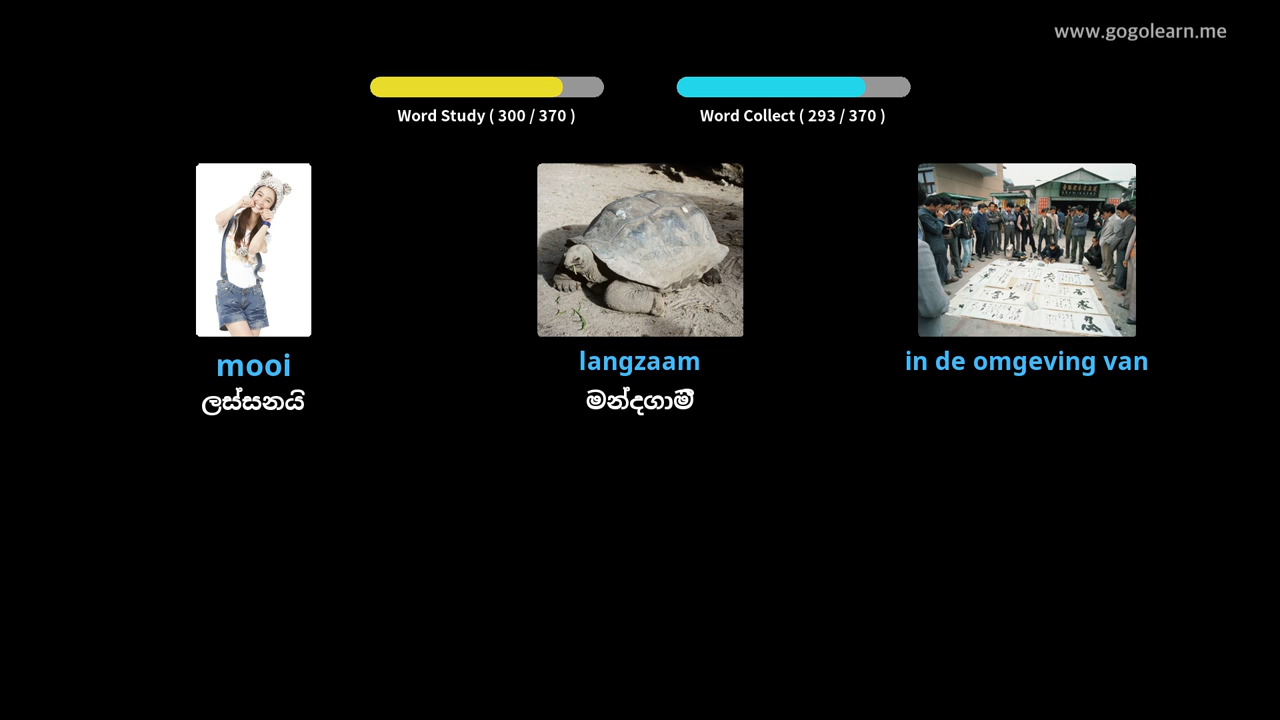 www.gogolearn.me
Word Study ( 300 / 370 )
Word Collect ( 293 / 370 )
mooi
ලස්සනයි
langzaam
මන්දගාමී
in de omgeving van